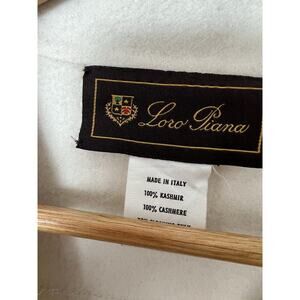 Loro Piana
MADE IN ITALY
100% KASHMIR
100% CASHMERE